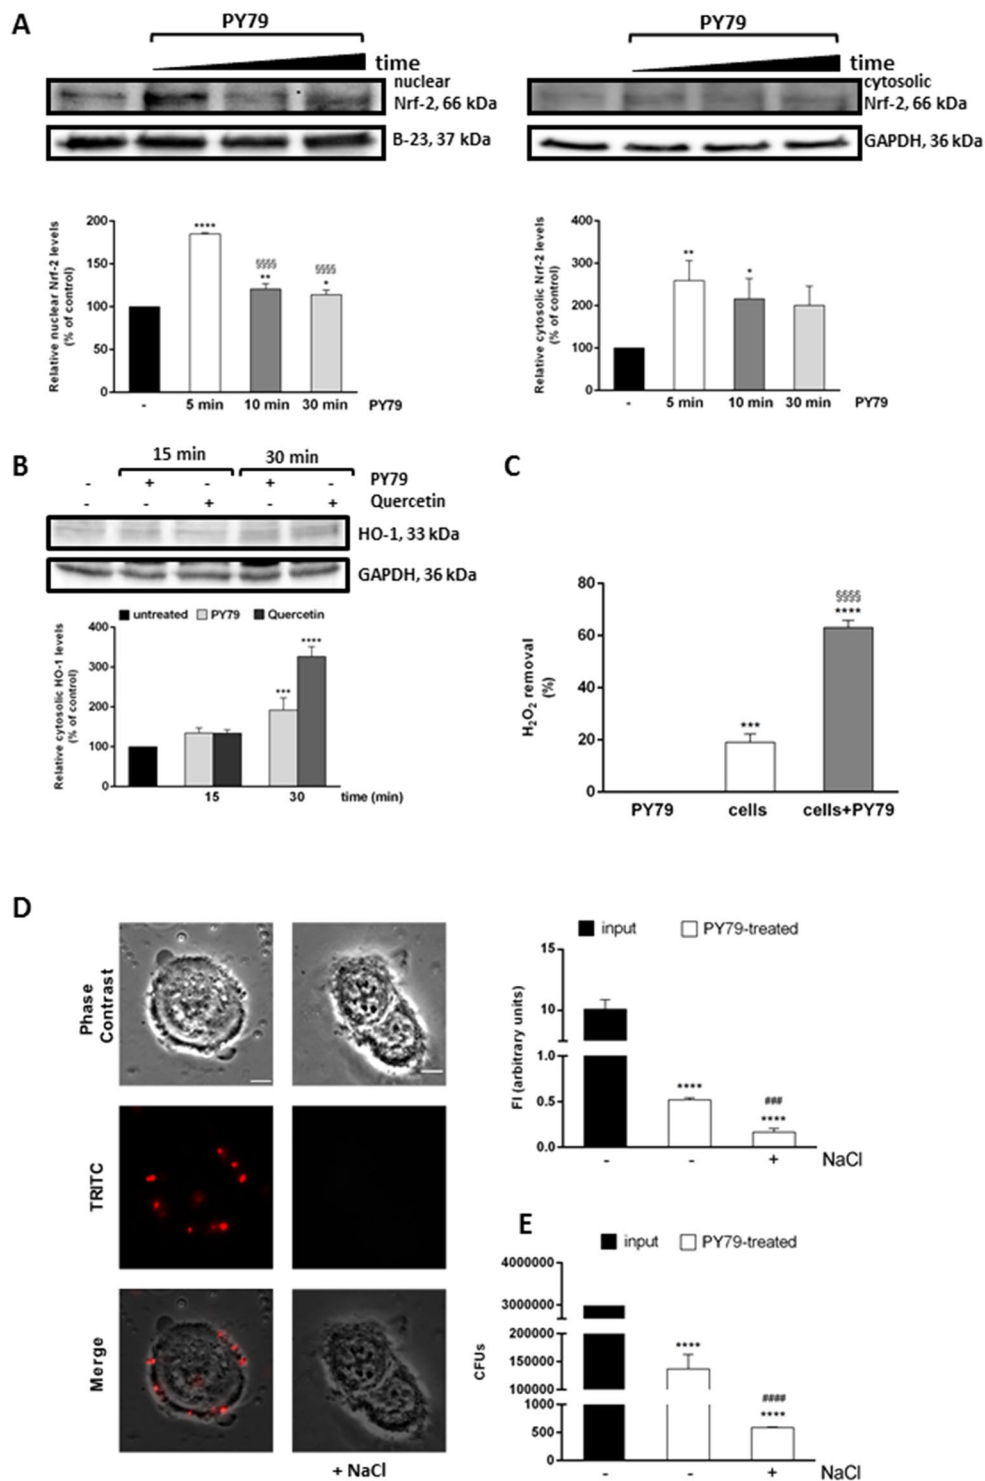 A
PY79
time
nuclear
Nrf-2, 66 kDa
B-23, 37 kDa
PY79
time
cytosolic
Nrf-2, 66 kDa
GAPDH, 36 kDa
Relative nuclear Nrf-2 levels
(% of control)
200
150
100
50
0
****
§§§§
**
§§§§
*
- 5 min 10 min 30 min PY79
Relative cytosolic Nrf-2 levels
(% of control)
400
300
200
100
0
**
*
- 5 min 10 min 30 min PY79
B
15 min 30 min
- + - + - PY79
- - + - + Quercetin
HO-1, 33 kDa
GAPDH, 36 kDa
untreated PY79 Quercetin
Relative cytosolic HO-1 levels
(% of control)
400
300
200
100
0
***
****
15 30 time (min)
C
H2O2 removal
(%)
80
60
40
20
0
***
§§§§
****
PY79 cells cells+PY79
D
Phase
Contrast
TRITC
Merge
+ NaCl
input PY79-treated
FI (arbitrary units)
15
10
1.0
0.5
0.0
****
###
****
- - + NaCl
E
input PY79-treated
CFUs
4000000
3000000
200000
150000
100000
1000
500
0
****
####
****
- - + NaCl